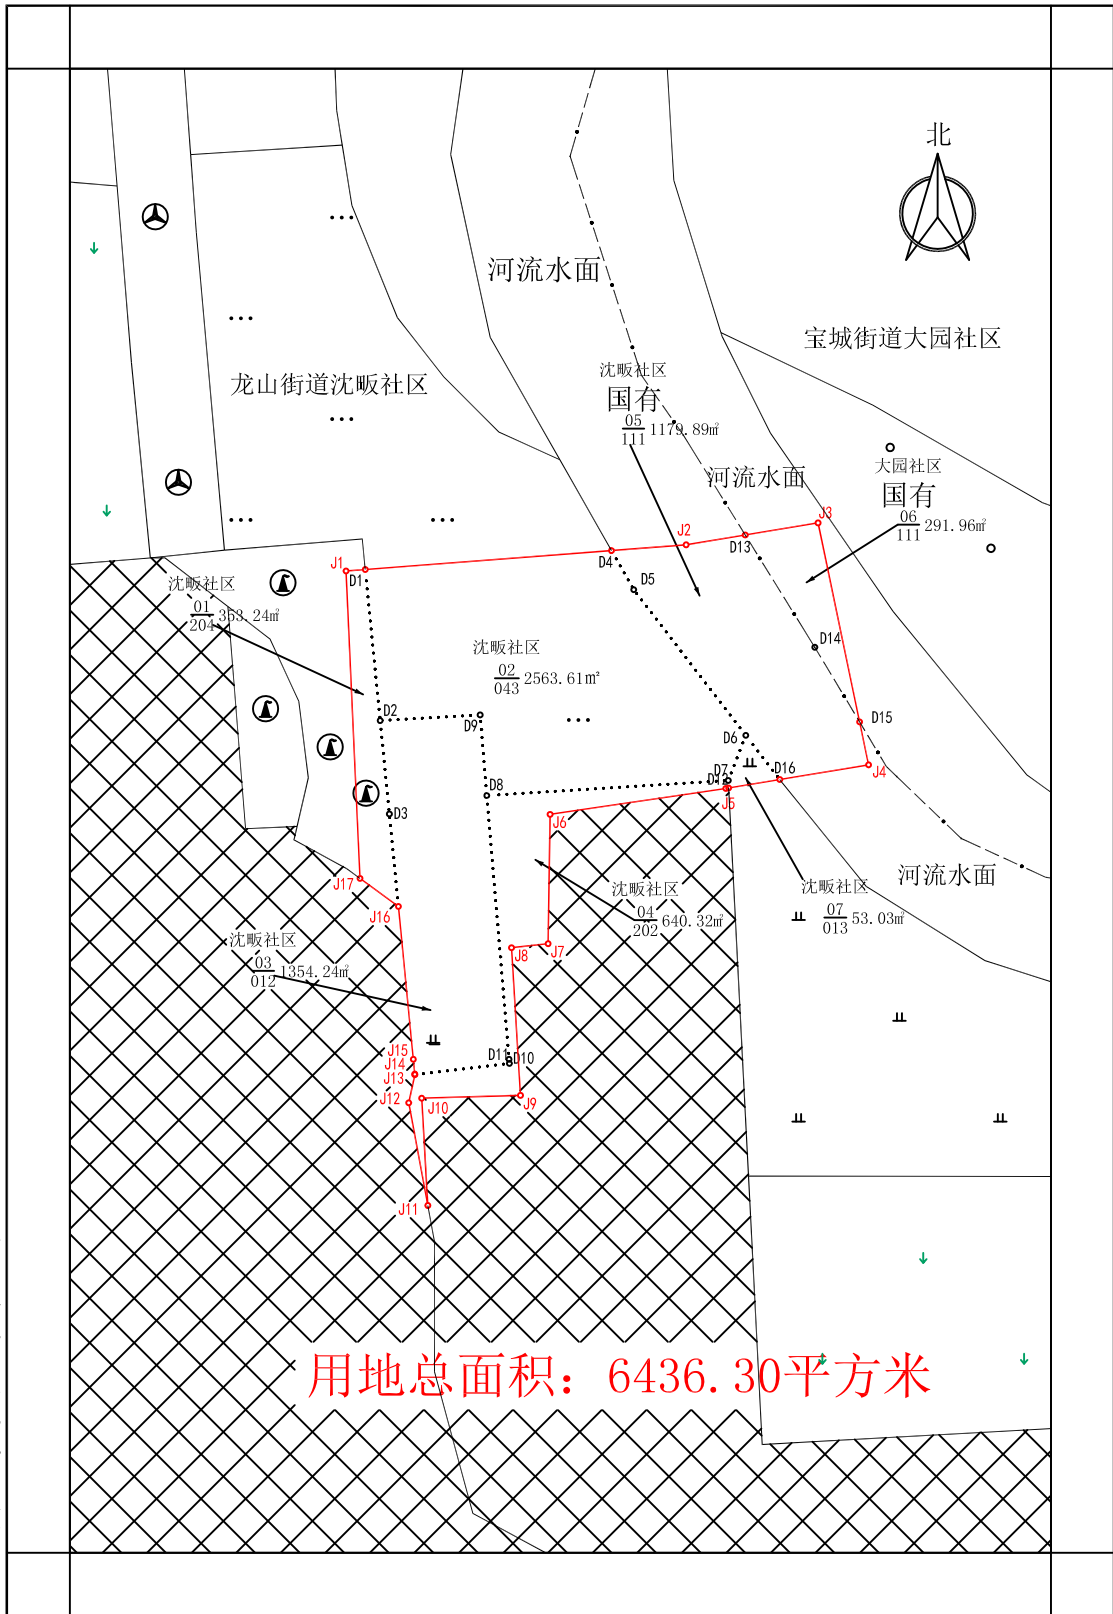 北
河流水面
宝城街道大园社区
沈畈社区
龙山街道沈畈社区
国有
05
111
1179.89㎡
大园社区
河流水面
国有
06
111
291.96㎡
J3
J2
D13
D4
J1
D1
沈畈社区
D5
01
204
353.24㎡
D14
沈畈社区
02
043
2563.61㎡
D2
D9
D15
D6
J4
D7
D12
D16
D8
J5
D3
J6
J17
沈畈社区
沈畈社区
河流水面
J16
04
202
640.32㎡
07
013
53.03㎡
沈畈社区
J8
J7
03
012
1354.24㎡
J15
D11
D10
J14
J13
J12
J10
J9
J11
用地总面积：6436.30平方米